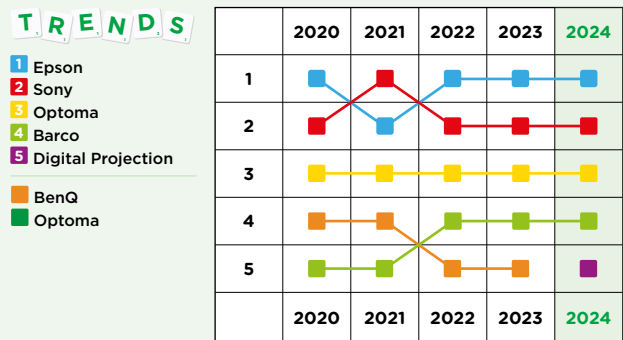 TRENDS
1 Epson
2 Sony
3 Optoma
4 Barco
5 Digital Projection
BenQ
Optoma
2020 2021 2022 2023 2024
1
2
3
4
5
2020 2021 2022 2023 2024